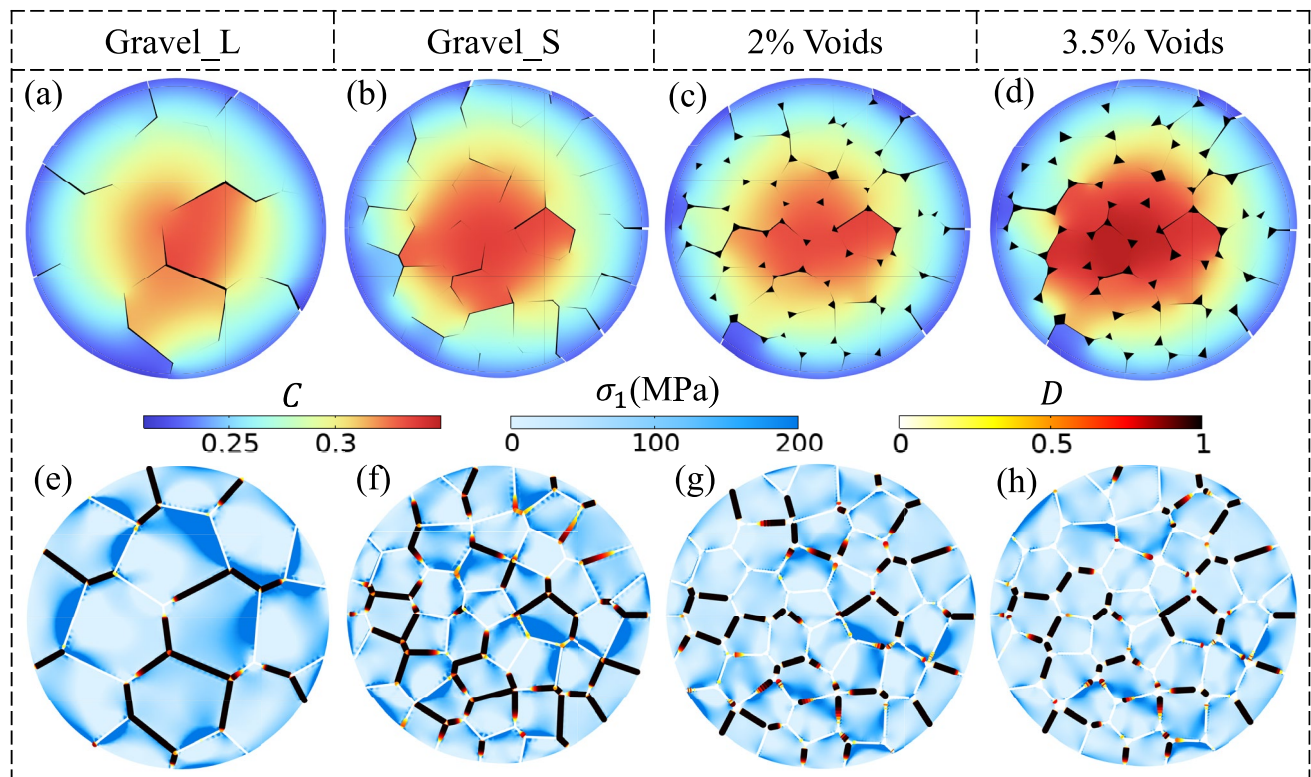 Gravel_L Gravel_S 2% Voids 3.5% Voids
(a) (b) (c) (d)
C σ₁(MPa) D
0.25 0.3 0 100 200 0 0.5 1
(e) (f) (g) (h)